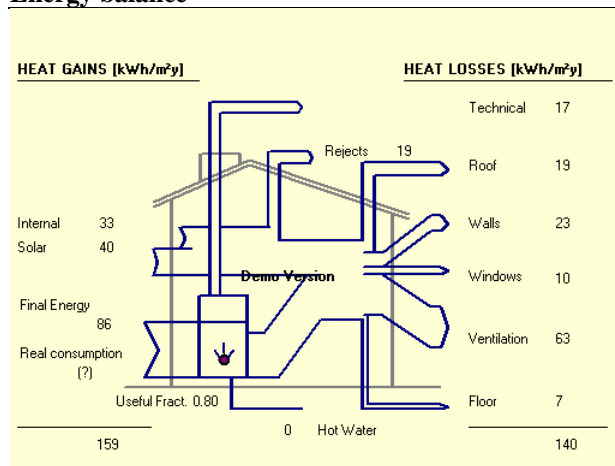 Energy balance
HEAT GAINS [kWh/m²y]
HEAT LOSSES [kWh/m²y]
Technical 17
Rejects 19
Roof 19
Internal 33
Walls 23
Solar 40
Demo Version
Windows 10
Final Energy
86
Ventilation 63
Real consumption
(?)
Useful Fract. 0.80
Floor 7
0 Hot Water
159
140